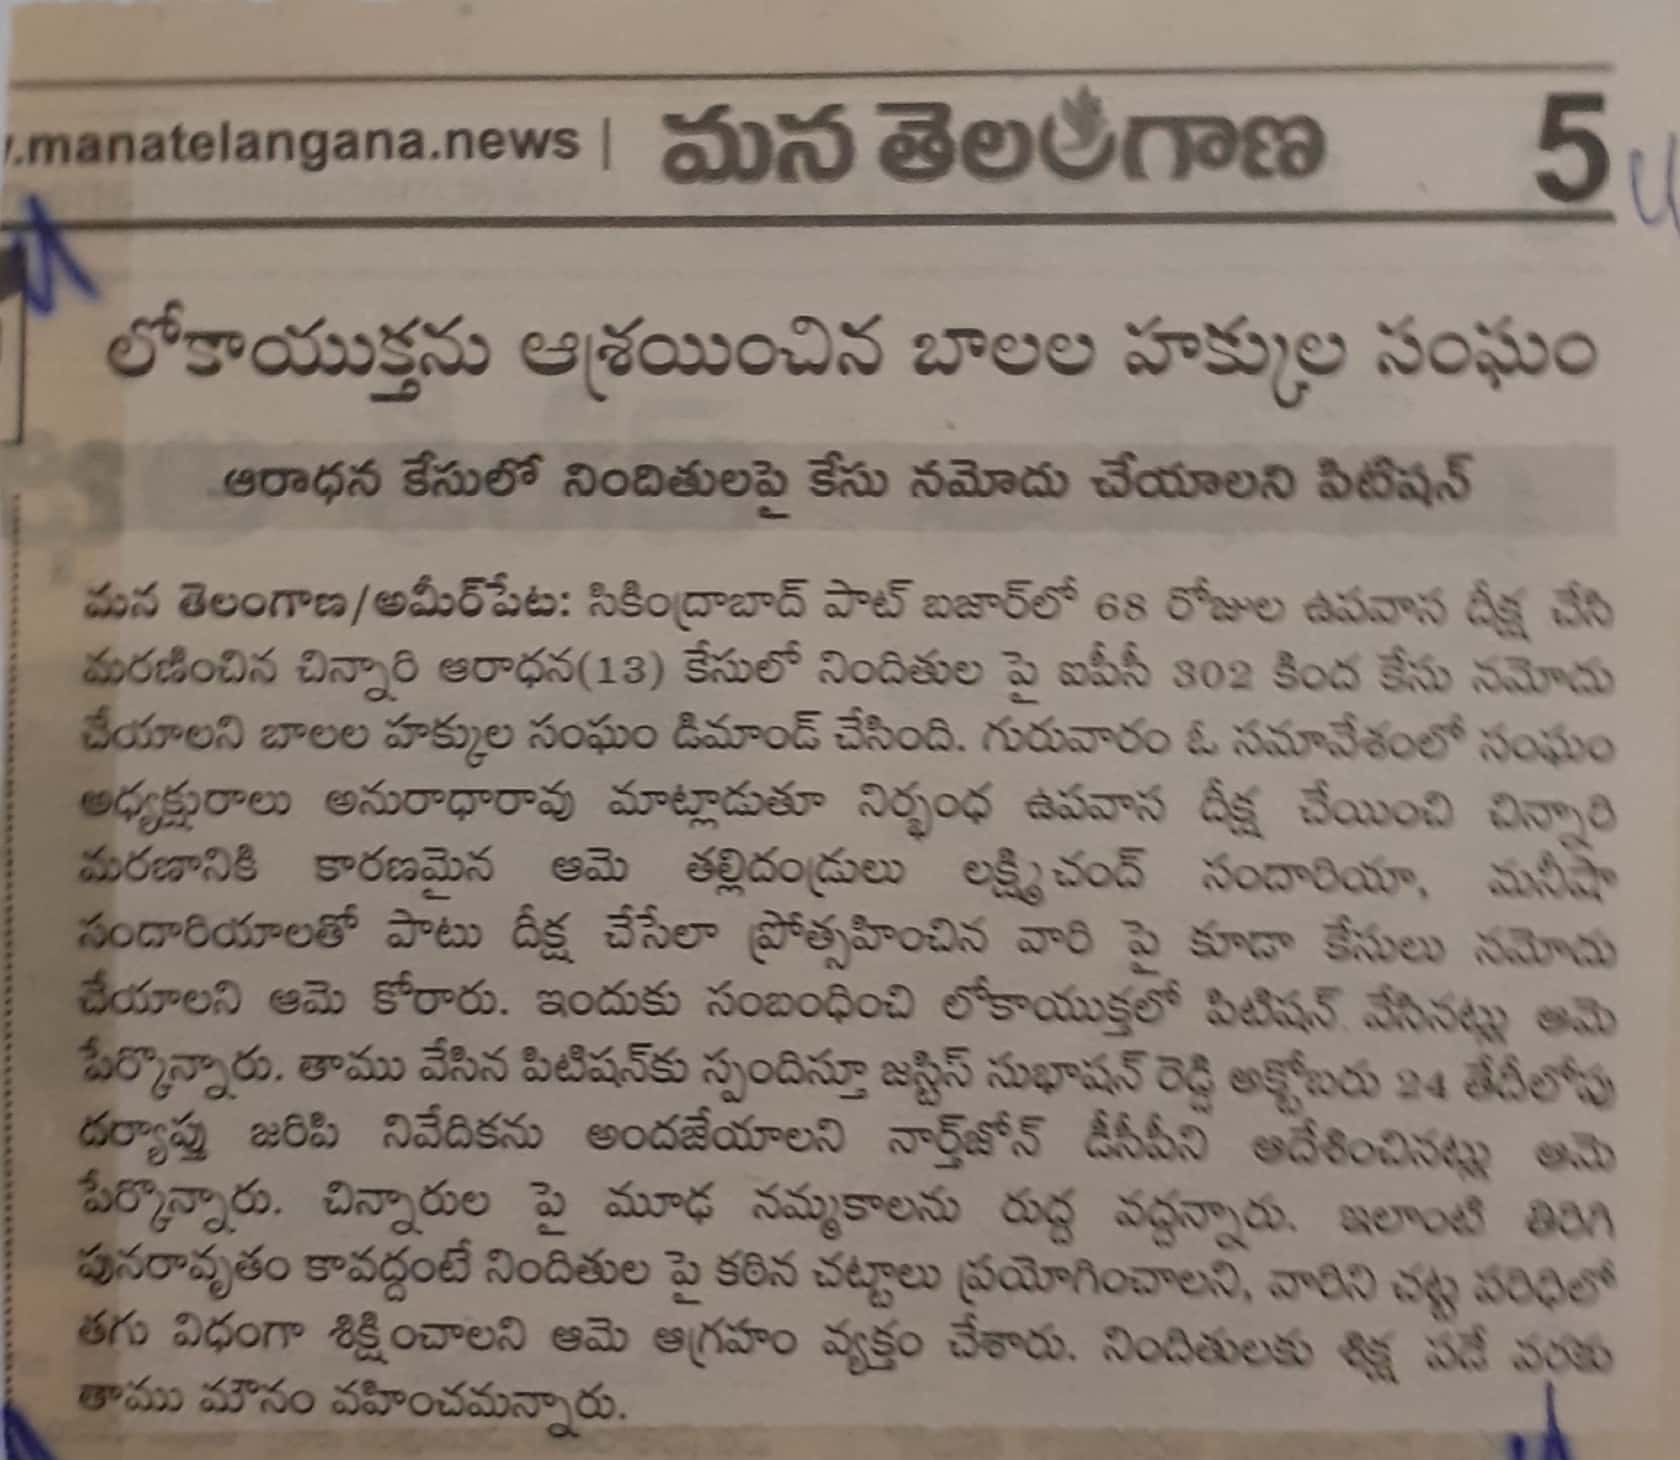 .manatelangana.news | మన తెలంగాణ 5
లోకాయుక్తను ఆశ్రయించిన బాలల హక్కుల సంఘం
ఆరాధన కేసులో నిందితులపై కేసు నమోదు చేయాలని పిటిషన్
మన తెలంగాణ/అమీర్‌పేట: సికింద్రాబాద్ పాట్ బజార్‌లో 68 రోజుల ఉపవాస దీక్ష చేసి
మరణించిన చిన్నారి ఆరాధన(13) కేసులో నిందితుల పై ఐపీసీ 302 కింద కేసు నమోదు
చేయాలని బాలల హక్కుల సంఘం డిమాండ్ చేసింది. గురువారం ఓ సమావేశంలో సంఘం
అధ్యక్షురాలు అనురాధారావు మాట్లాడుతూ నిర్భంధ ఉపవాస దీక్ష చేయించి చిన్నారి
మరణానికి కారణమైన ఆమె తల్లిదండ్రులు లక్ష్మిచంద్ సందారియా, మనీషా
సందారియాలతో పాటు దీక్ష చేసేలా ప్రోత్సహించిన వారి పై కూడా కేసులు నమోదు
చేయాలని ఆమె కోరారు. ఇందుకు సంబంధించి లోకాయుక్తలో పిటిషన్ వేసినట్లు ఆమె
పేర్కొన్నారు. తాము వేసిన పిటిషన్‌కు స్పందిస్తూ జస్టిస్ సుభాషన్ రెడ్డి అక్టోబరు 24 తేదీలోపు
దర్యాప్తు జరిపి నివేదికను అందజేయాలని నార్త్‌జోన్ డీసీపీని ఆదేశించినట్లు ఆమె
పేర్కొన్నారు. చిన్నారుల పై మూఢ నమ్మకాలను రుద్ద వద్దన్నారు. ఇలాంటి తిరిగి
పునరావృతం కావద్దంటే నిందితుల పై కఠిన చట్టాలు ప్రయోగించాలని, వారిని చట్ట పరిధిలో
తగు విధంగా శిక్షించాలని ఆమె ఆగ్రహం వ్యక్తం చేశారు. నిందితులకు శిక్ష పడే వరకు
తాము మౌనం వహించమన్నారు.